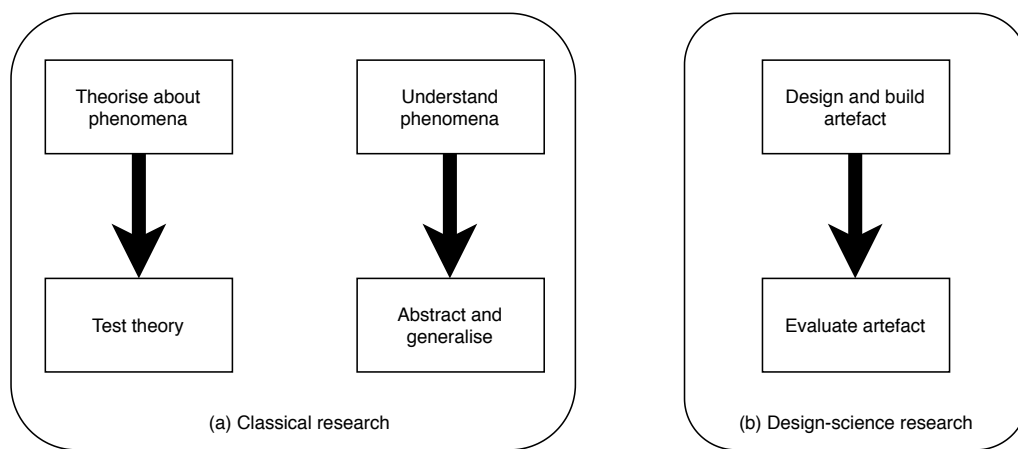 Theorise about
phenomena
Understand
phenomena
Design and build
artefact
Test theory
Abstract and
generalise
Evaluate artefact
(a) Classical research
(b) Design-science research